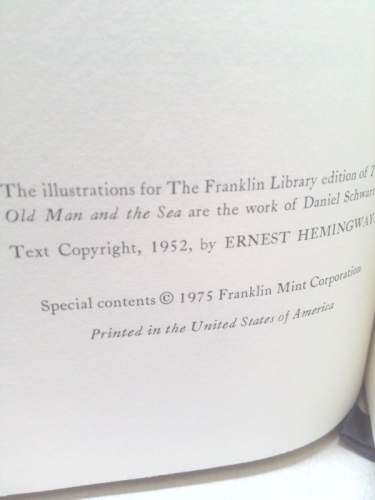 The illustrations for The Franklin Library edition of T
Old Man and the Sea are the work of Daniel Schwart
Text Copyright, 1952, by ERNEST HEMINGWAY.
Special contents © 1975 Franklin Mint Corporation
Printed in the United States of America